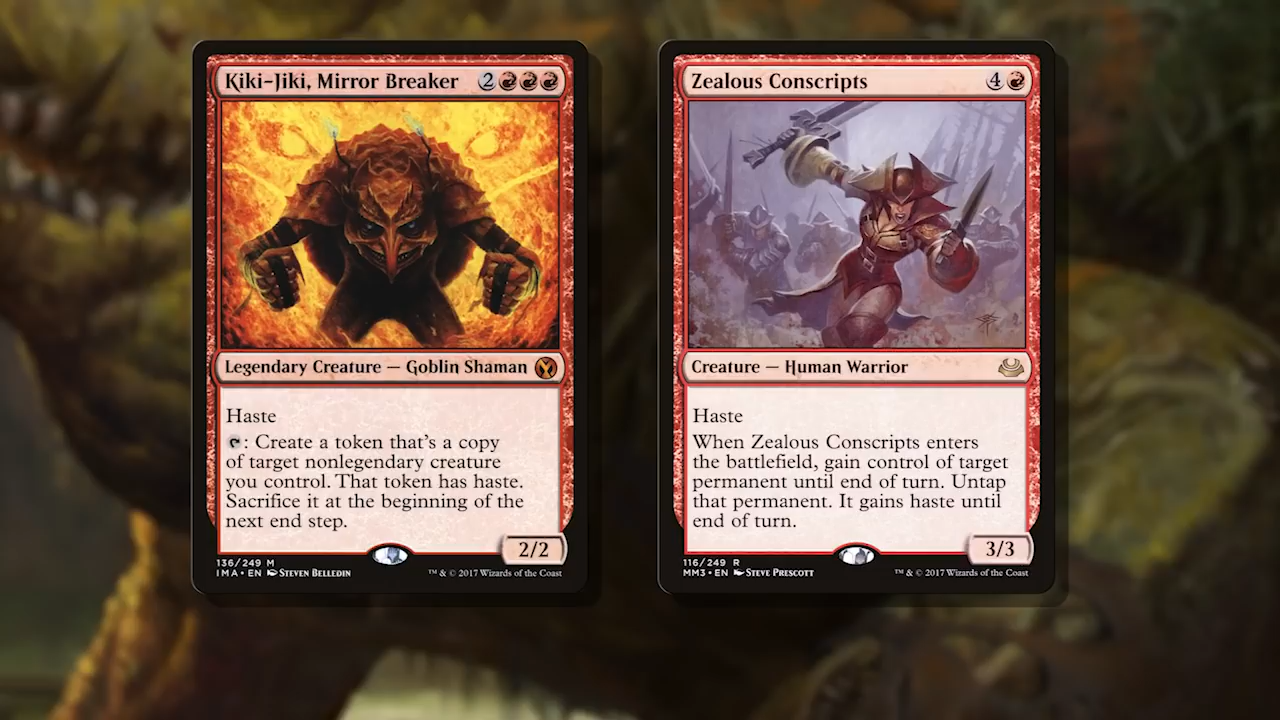 Kiki-Jiki, Mirror Breaker 2
Legendary Creature — Goblin Shaman
Haste
: Create a token that's a copy
of target nonlegendary creature
you control. That token has haste.
Sacrifice it at the beginning of the
next end step.
2/2
136/249 M
IMA • EN Steven Belledin
™ & © 2017 Wizards of the Coast
Zealous Conscripts 4
Creature — Human Warrior
Haste
When Zealous Conscripts enters
the battlefield, gain control of target
permanent until end of turn. Untap
that permanent. It gains haste until
end of turn.
3/3
116/249 R
MM3 • EN Steve Prescott
™ & © 2017 Wizards of the Coast